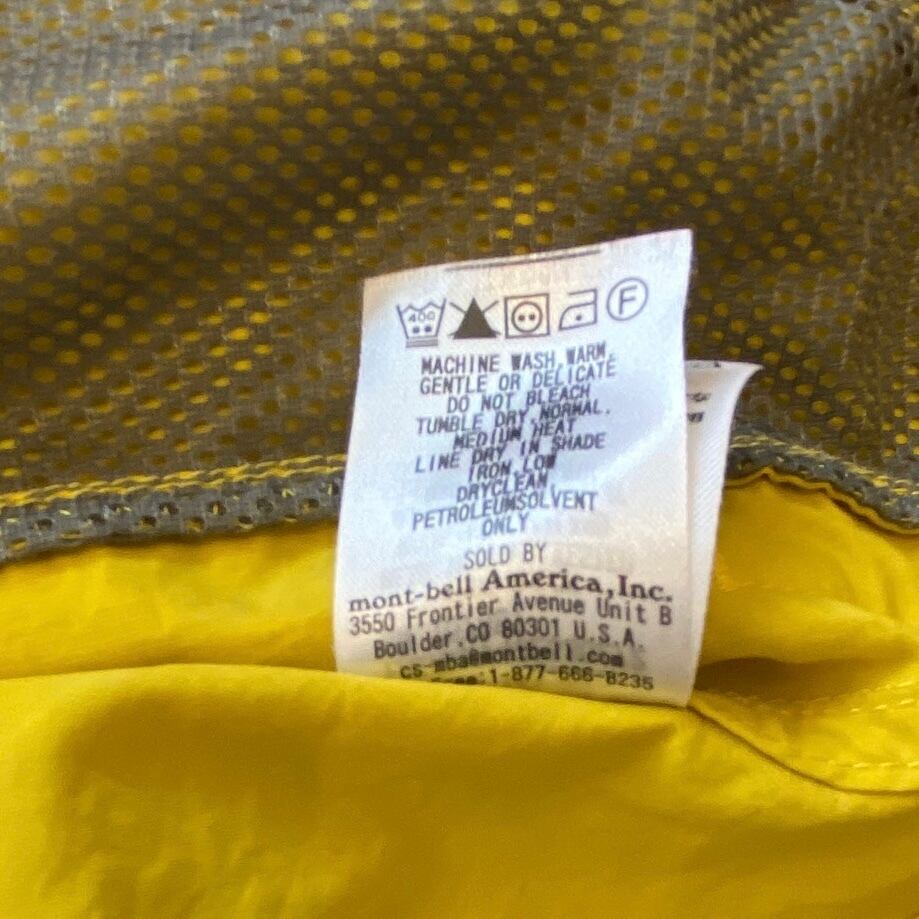 40c
F
MACHINE WASH,WARM,
GENTLE OR DELICATE
DO NOT BLEACH
TUMBLE DRY,NORMAL,
MEDIUM HEAT
LINE DRY IN SHADE
IRON,LOW
DRYCLEAN,
PETROLEUMSOLVENT
ONLY
SOLD BY
mont-bell America,Inc.
3550 Frontier Avenue Unit B
Boulder,CO 80301 U.S.A.
cs-mba@montbell.com
1-877-666-8235